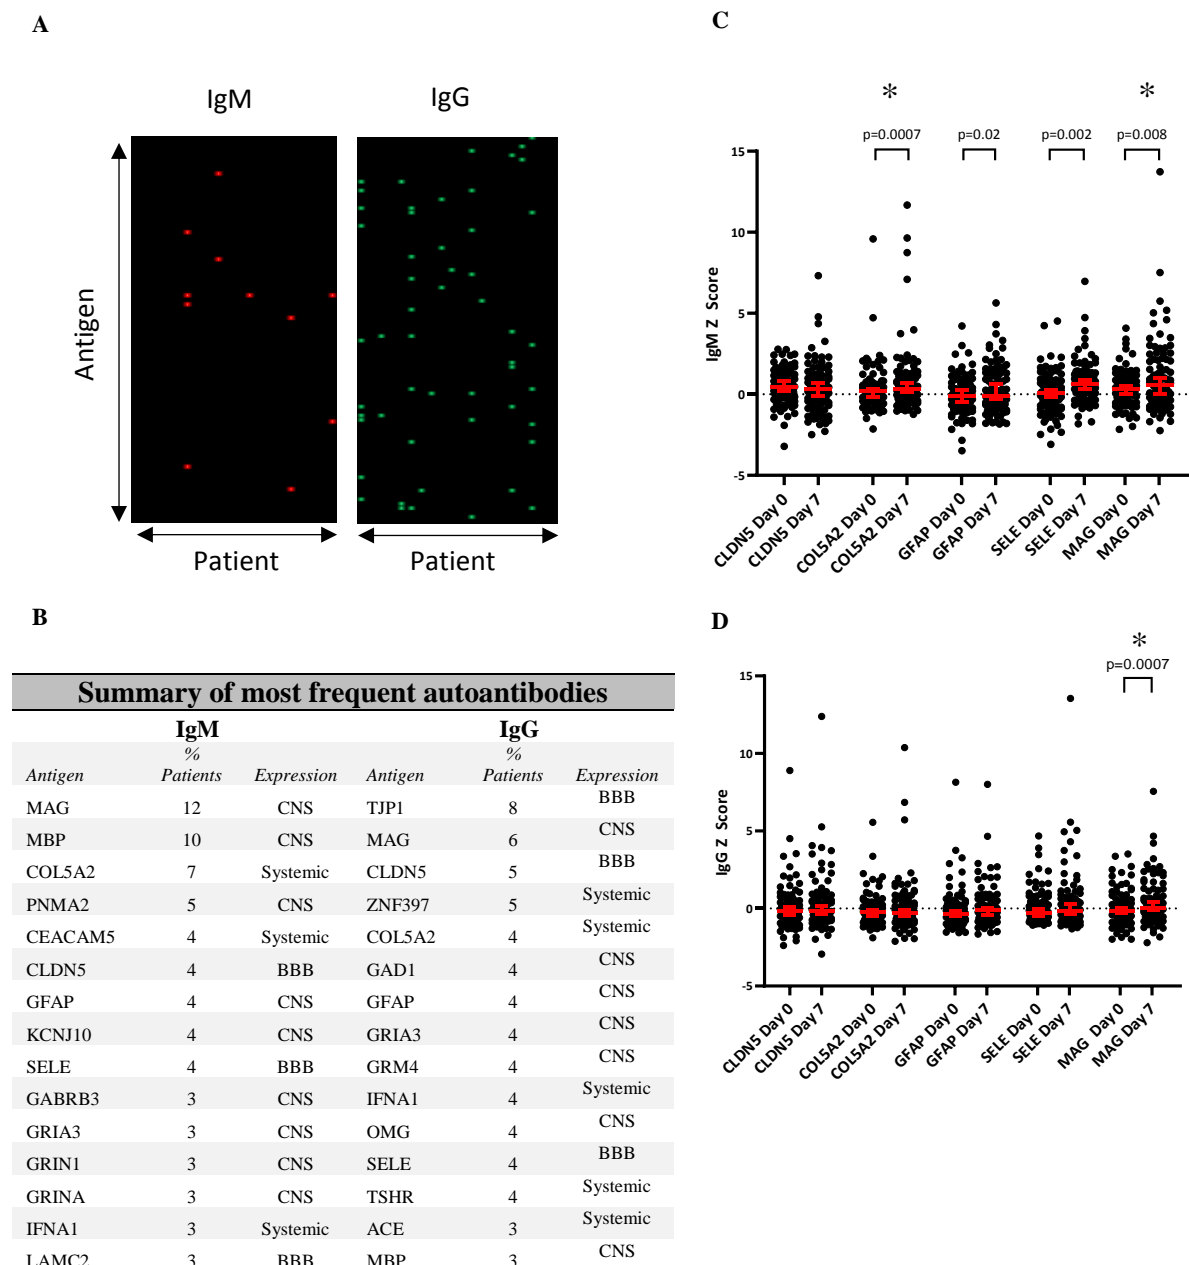 A
IgM
IgG
Antigen
Patient
Patient
B
Summary of most frequent autoantibodies
IgM IgG
Antigen % Patients Expression Antigen % Patients Expression
MAG 12 CNS TJP1 8 BBB
MBP 10 CNS MAG 6 CNS
COL5A2 7 Systemic CLDN5 5 BBB
PNMA2 5 CNS ZNF397 5 Systemic
CEACAM5 4 Systemic COL5A2 4 Systemic
CLDN5 4 BBB GAD1 4 CNS
GFAP 4 CNS GFAP 4 CNS
KCNJ10 4 CNS GRIA3 4 CNS
SELE 4 BBB GRM4 4 CNS
GABRB3 3 CNS IFNA1 4 Systemic
GRIA3 3 CNS OMG 4 CNS
GRIN1 3 CNS SELE 4 BBB
GRINA 3 CNS TSHR 4 Systemic
IFNA1 3 Systemic ACE 3 Systemic
LAMC2 3 BBB MBP 3 CNS
C
* *
p=0.0007 p=0.02 p=0.002 p=0.008
15
10
5
0
-5
IgM Z Score
CLDN5 Day 0
CLDN5 Day 7
COL5A2 Day 0
COL5A2 Day 7
GFAP Day 0
GFAP Day 7
SELE Day 0
SELE Day 7
MAG Day 0
MAG Day 7
D
*
p=0.0007
15
10
5
0
-5
IgG Z Score
CLDN5 Day 0
CLDN5 Day 7
COL5A2 Day 0
COL5A2 Day 7
GFAP Day 0
GFAP Day 7
SELE Day 0
SELE Day 7
MAG Day 0
MAG Day 7